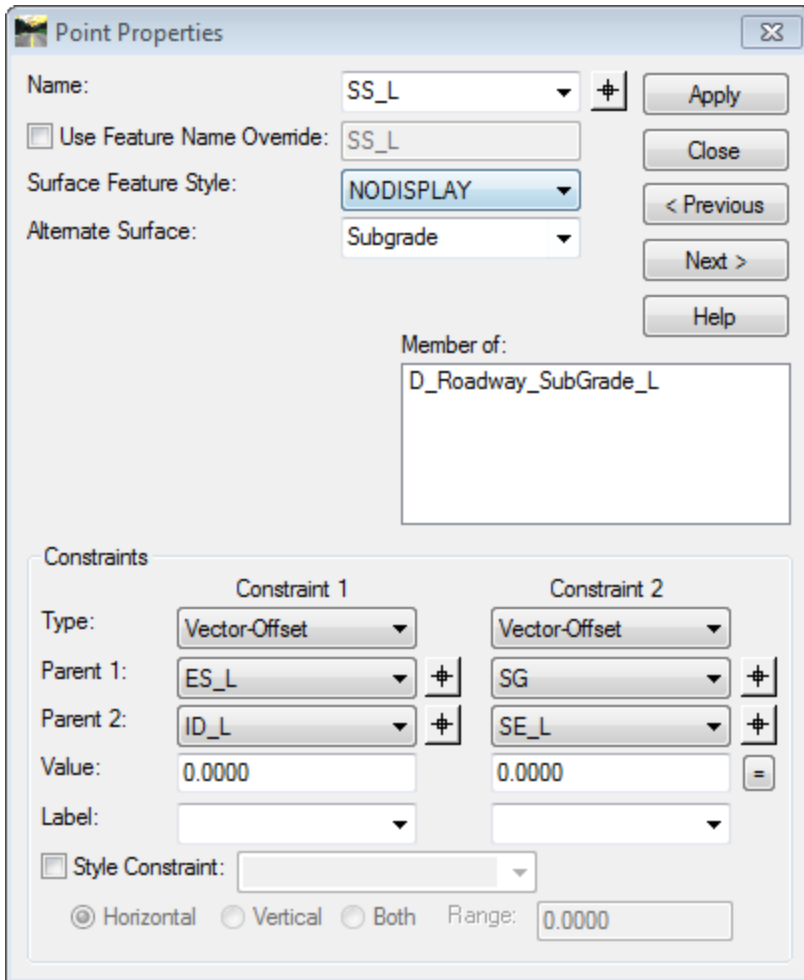 Point Properties
Name: SS_L Apply
Use Feature Name Override: SS_L Close
Surface Feature Style: NODISPLAY < Previous
Alternate Surface: Subgrade Next >
Help
Member of:
D_Roadway_SubGrade_L
Constraints
Constraint 1 Constraint 2
Type: Vector-Offset Vector-Offset
Parent 1: ES_L SG
Parent 2: ID_L SE_L
Value: 0.0000 0.0000 =
Label:
Style Constraint:
Horizontal Vertical Both Range: 0.0000